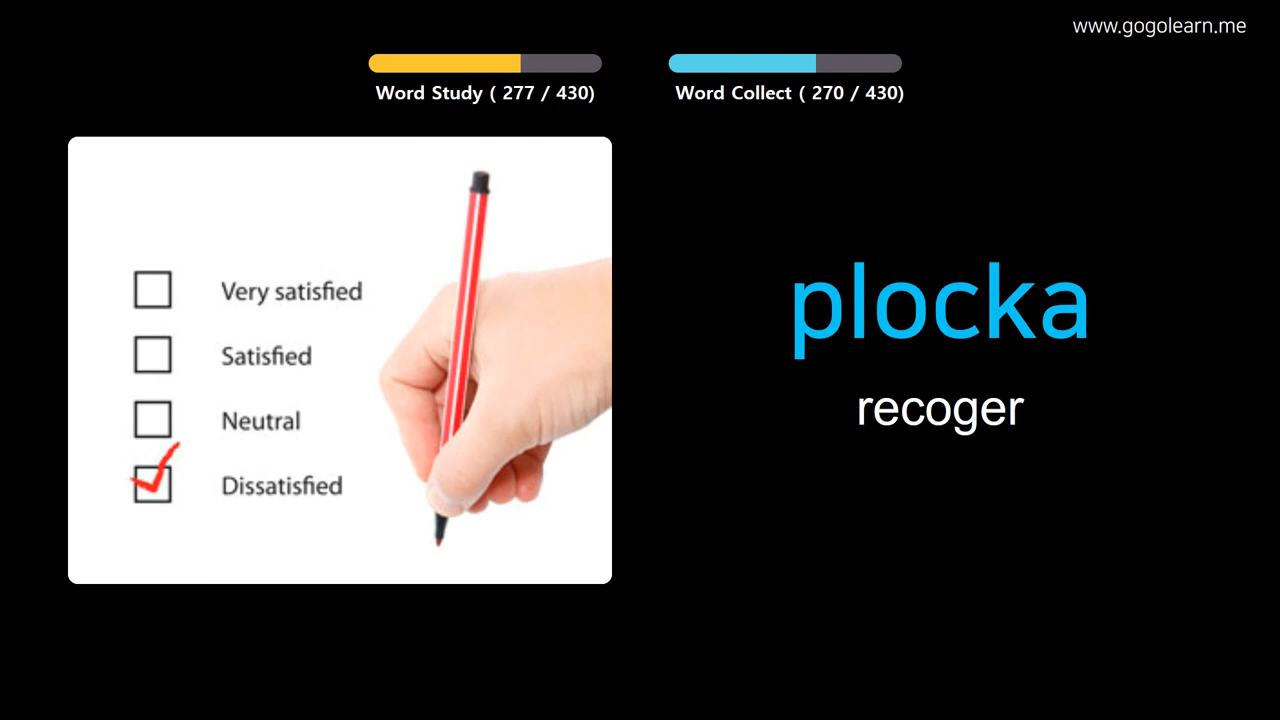 www.gogolearn.me
Word Study ( 277 / 430)
Word Collect ( 270 / 430)
Very satisfied
Satisfied
Neutral
Dissatisfied
plocka
recoger